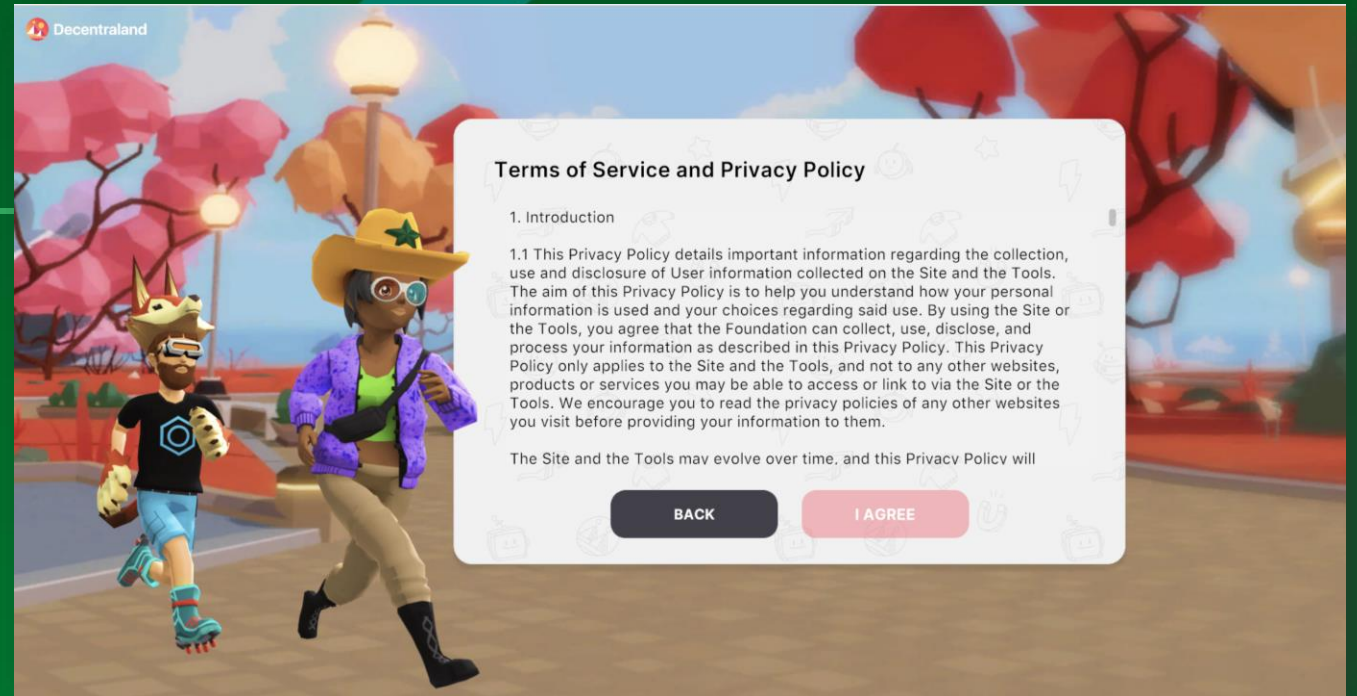 Decentraland
Terms of Service and Privacy Policy
1. Introduction
1.1 This Privacy Policy details important information regarding the collection,
use and disclosure of User information collected on the Site and the Tools.
The aim of this Privacy Policy is to help you understand how your personal
information is used and your choices regarding said use. By using the Site or
the Tools, you agree that the Foundation can collect, use, disclose, and
process your information as described in this Privacy Policy. This Privacy
Policy only applies to the Site and the Tools, and not to any other websites,
products or services you may be able to access or link to via the Site or the
Tools. We encourage you to read the privacy policies of any other websites
you visit before providing your information to them.
The Site and the Tools may evolve over time, and this Privacy Policy will
BACK
I AGREE